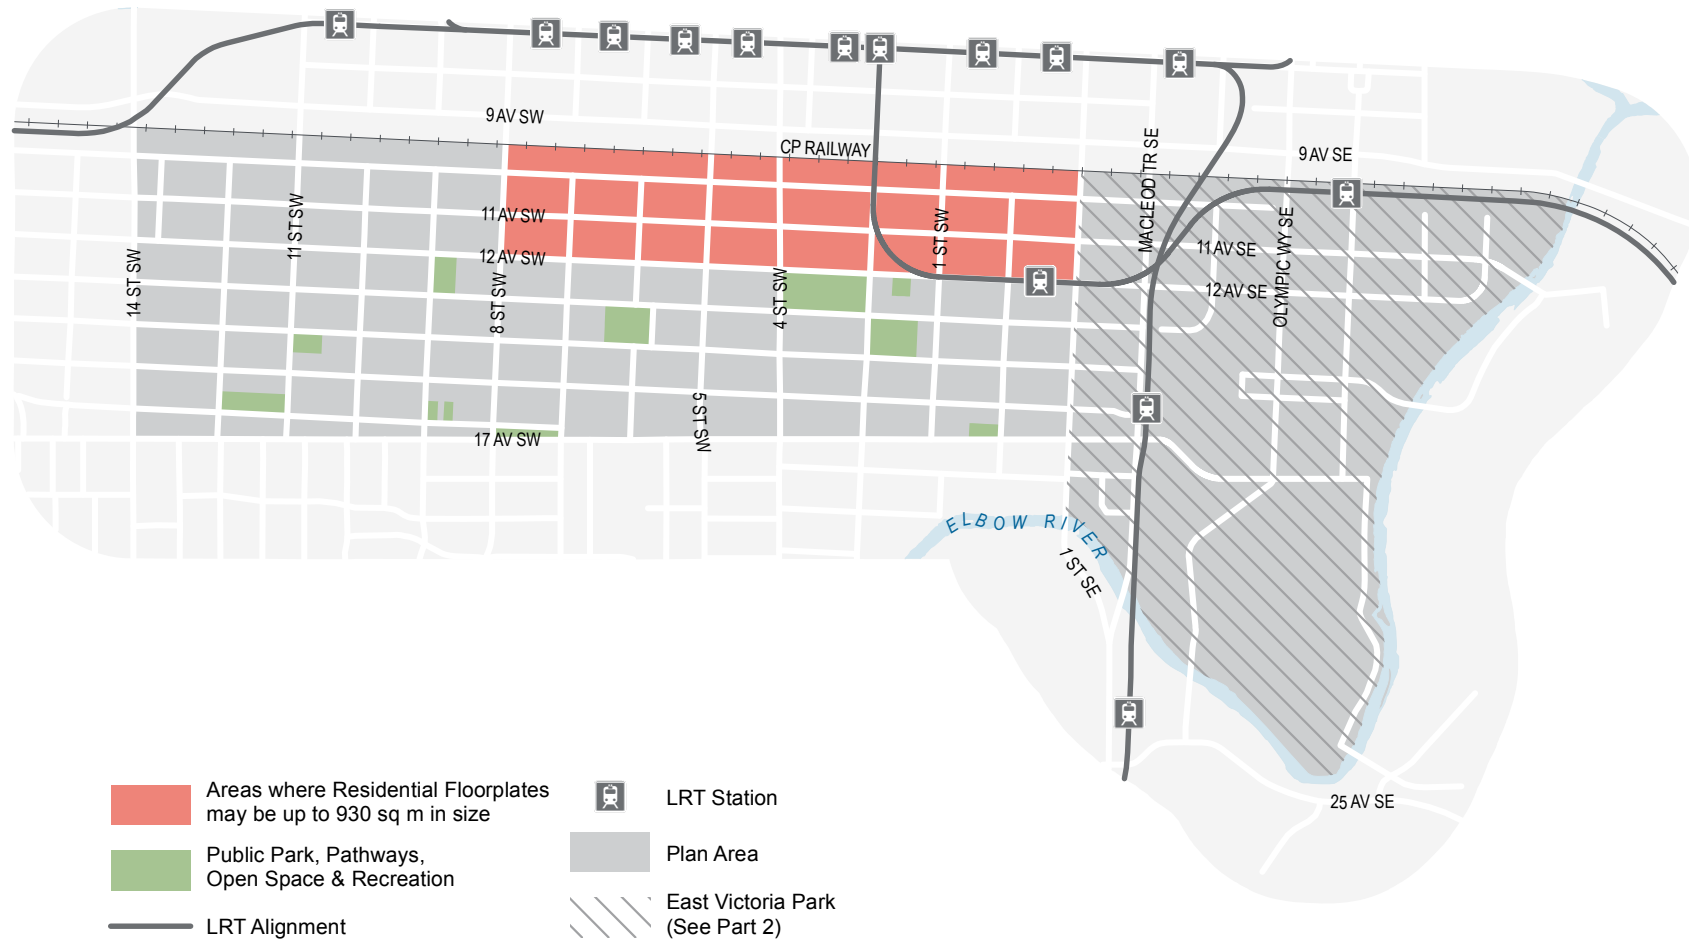 9 AV SW
CP RAILWAY
MACLEOD TR SE
9 AV SE
11 ST SW
11 AV SW
1 ST SW
OLYMPIC WY SE
11 AV SE
14 ST SW
12 AV SW
8 ST SW
4 ST SW
12 AV SE
5 ST SW
17 AV SW
ELBOW RIVER
1 ST SE
25 AV SE
Areas where Residential Floorplates
may be up to 930 sq m in size
Public Park, Pathways,
Open Space & Recreation
LRT Alignment
LRT Station
Plan Area
East Victoria Park
(See Part 2)